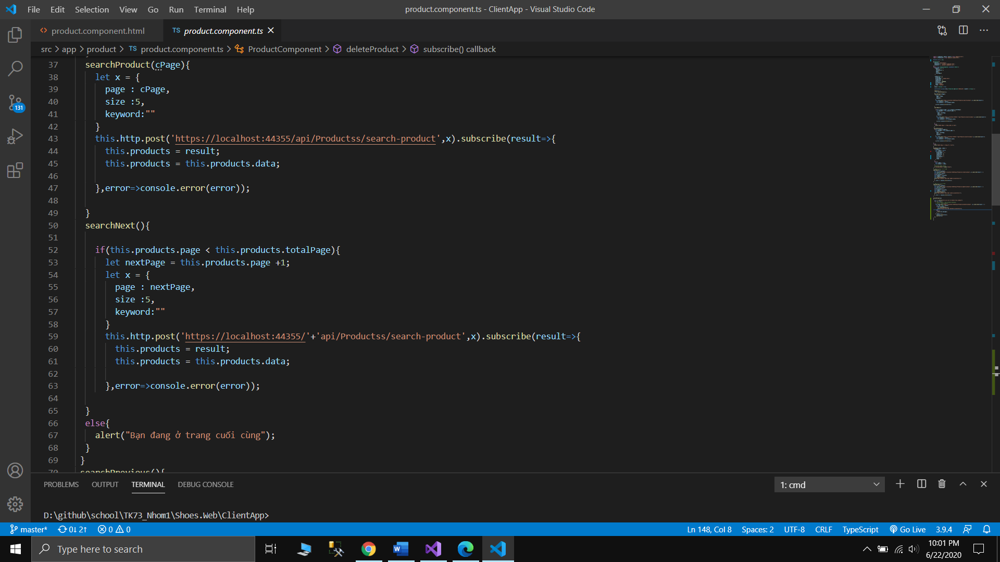 File Edit Selection View Go Run Terminal Help
product.component.ts - ClientApp - Visual Studio Code
product.component.html
TS product.component.ts
src > app > product > TS product.component.ts > ProductComponent > deleteProduct > subscribe() callback
37 searchProduct(cPage){
38 let x = {
39 page : cPage,
40 size :5,
41 keyword:""
42 }
43 this.http.post('https://localhost:44355/api/Productss/search-product',x).subscribe(result=>{
44 this.products = result;
45 this.products = this.products.data;
46
47 },error=>console.error(error));
48
49 }
50 searchNext(){
51
52 if(this.products.page < this.products.totalPage){
53 let nextPage = this.products.page +1;
54 let x = {
55 page : nextPage,
56 size :5,
57 keyword:""
58 }
59 this.http.post('https://localhost:44355/'+'api/Productss/search-product',x).subscribe(result=>{
60 this.products = result;
61 this.products = this.products.data;
62
63 },error=>console.error(error));
64
65 }
66 else{
67 alert("Bạn đang ở trang cuối cùng");
68 }
69 }
70 searchPrevious(){
131
PROBLEMS OUTPUT TERMINAL DEBUG CONSOLE
1: cmd
D:\github\school\TK73_Nhom1\Shoes.Web\ClientApp>
master* 0↓ 2↑ 0 0
Ln 148, Col 8 Spaces: 2 UTF-8 CRLF TypeScript Go Live 3.9.4
Type here to search
10:01 PM
6/22/2020